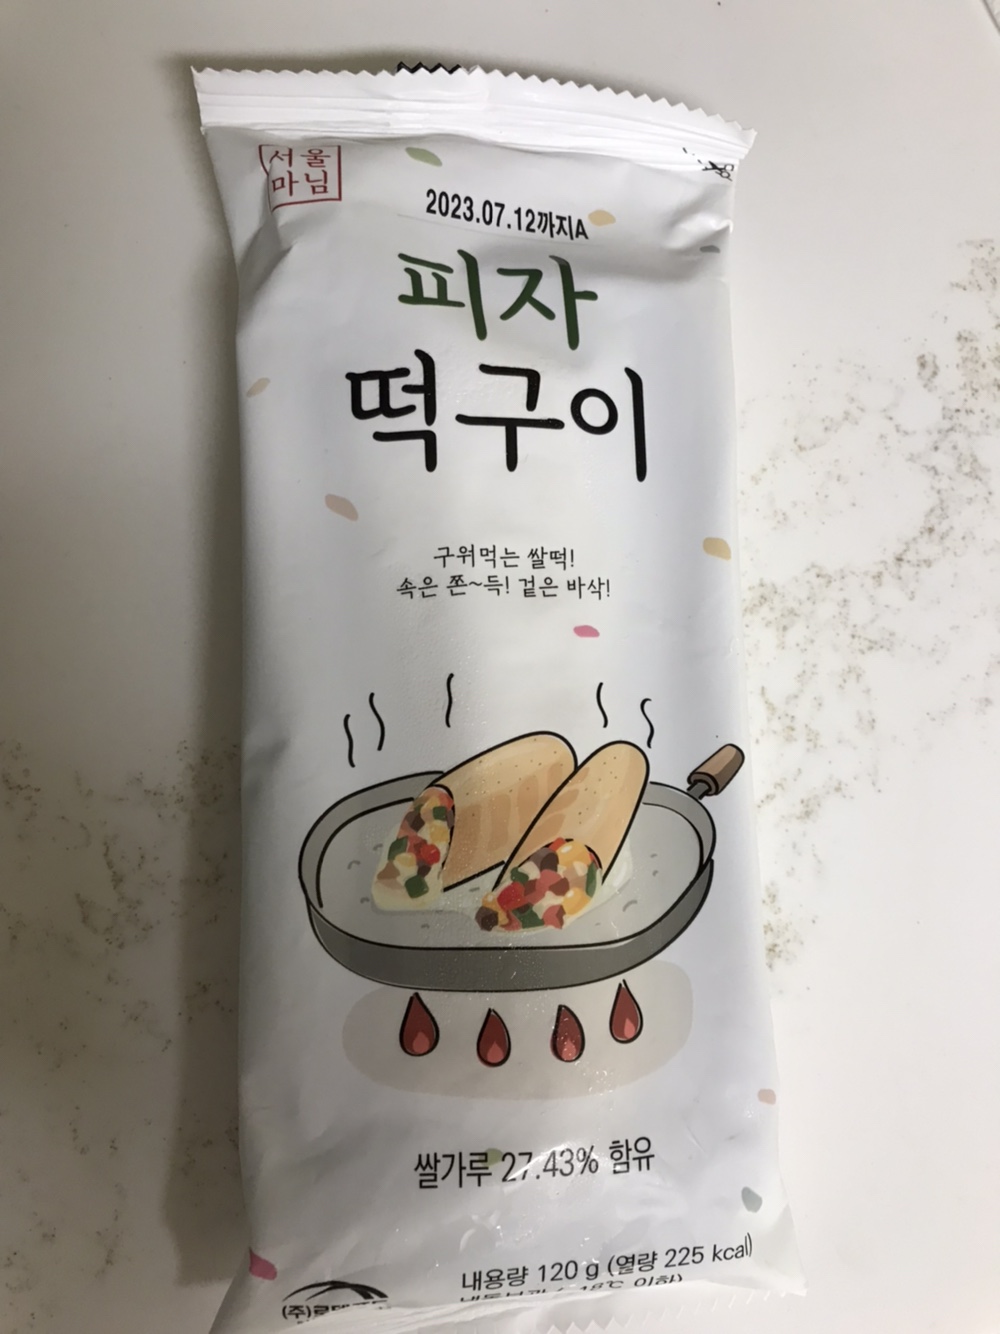 서울
마님
2023.07.12까지A
피자
떡구이
구워먹는 쌀떡!
속은 쫀~득! 겉은 바삭!
쌀가루 27.43% 함유
내용량 120 g (열량 225 kcal)
(주)